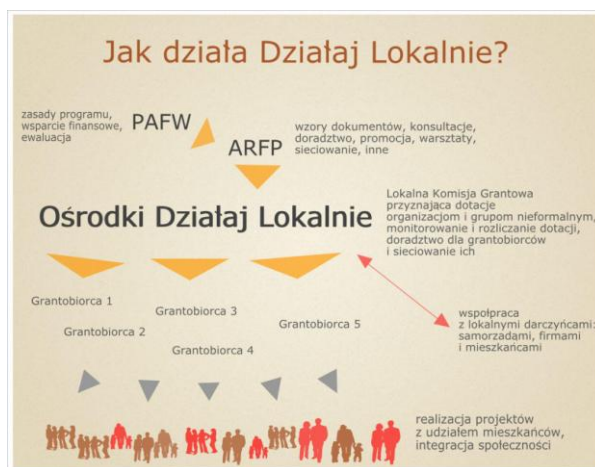 Jak działa Działaj Lokalnie?
zasady programu,
wsparcie finansowe,
ewaluacja
PAFW
ARFP
wzory dokumentów, konsultacje,
doradztwo, promocja, warsztaty,
sieciowanie, inne
Ośrodki Działaj Lokalnie
Lokalna Komisja Grantowa
przyznająca dotacje
organizacjom i grupom nieformalnym,
monitorowanie i rozliczanie dotacji,
doradztwo dla grantobiorców
i sieciowanie ich
Grantobiorca 1
Grantobiorca 2
Grantobiorca 3
Grantobiorca 4
Grantobiorca 5
współpraca
z lokalnymi darczyńcami:
samorządami, firmami
i mieszkańcami
realizacja projektów
z udziałem mieszkańców,
integracja społeczności